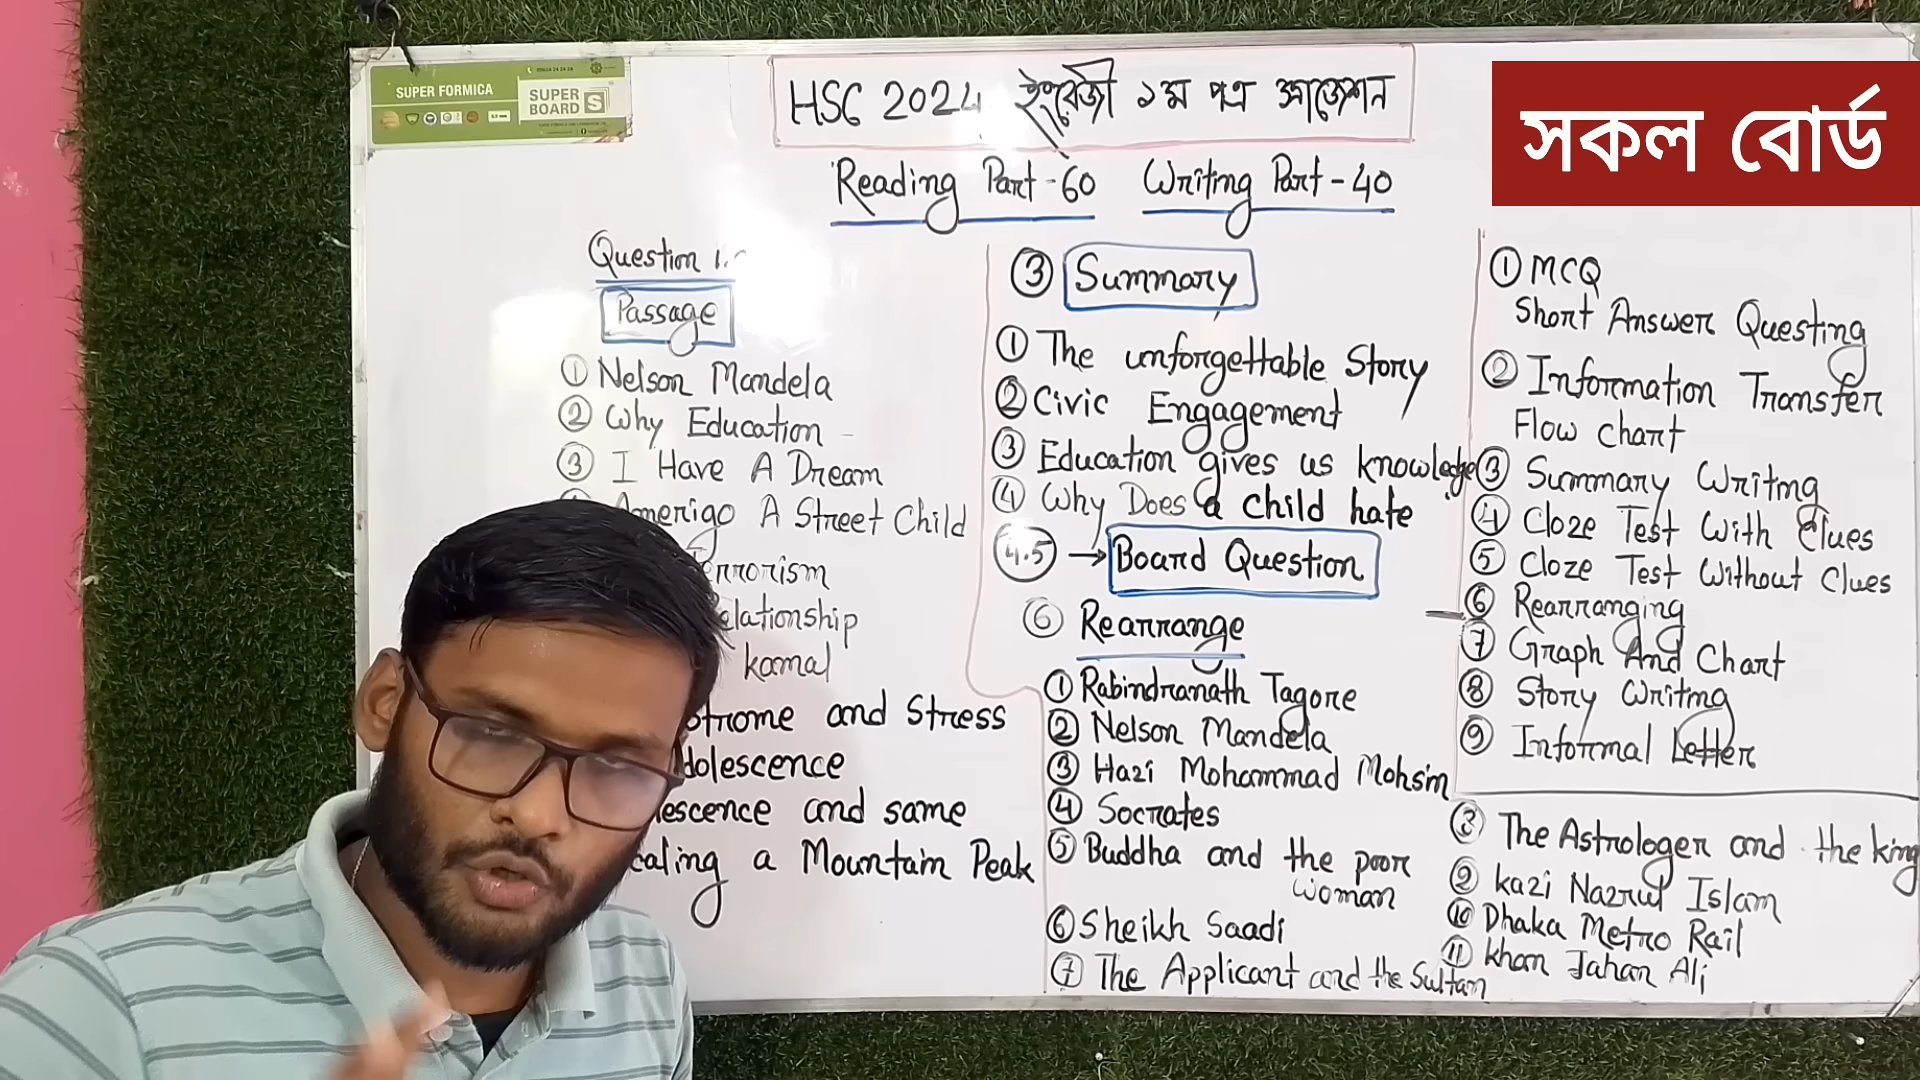 SUPER FORMICA
SUPER BOARD S
HSC 2024 ইংরেজী ১ম পত্র সাজেশন
সকল বোর্ড
Reading Part-60 Writing Part-40
Question 1.
Passage
① Nelson Mandela
② Why Education
③ I Have A Dream
Amerigo A Street Child
rrorism
elationship
kamal
trome and Stress
dolescence
escence and same
caling a Mountain Peak
③ Summary
① The unforgettable Story
② Civic Engagement
③ Education gives us knowledge
④ Why Does a child hate
4.5 → Board Question
⑥ Rearrange
① Rabindranath Tagore
② Nelson Mandela
③ Hazi Mohammad Mohsin
④ Socrates
⑤ Buddha and the poor
woman
⑥ Sheikh Saadi
⑦ The Applicant and the Sultan
① MCQ
Short Answer Questing
② Information Transfer
Flow chart
③ Summary Writing
④ Cloze Test With Clues
⑤ Cloze Test Without Clues
⑥ Rearranging
⑦ Graph And Chart
⑧ Story Writing
⑨ Informal Letter
⑧ The Astrologer and the king
⑨ kazi Nazrul Islam
⑩ Dhaka Metro Rail
⑪ khan Jahan Ali